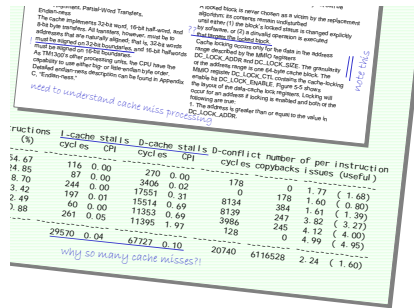 Alignment, Partial-Word Transfers,
Endian-ness
The cache implements 32-bit word, 16-bit half-word, and
8-bit byte transfers. All transfers, however, must be to
addresses that are naturally aligned; that is, 32-bit words
must be aligned on 32-bit boundaries, and 16-bit halfwords
must be aligned on 16-bit boundaries.
As TM1300's other processing units, the CPU have the
capability to use either big- or little-endian byte order.
Detailed endian-ness description can be found in Appendix
C, "Endian-ness."
need to understand cache miss processing
A locked block is never chosen as a victim by the replacement
algorithm; its contents remain undisturbed
until either (1) the block's locked status is changed explicitly
by software, or (2) a dinvalid operation is executed
that targets the locked block.
??
Cache locking occurs only for the data in the address
range described by the MMIO registers
DC_LOCK_ADDR and DC_LOCK_SIZE. The granularity
of the address range is one 64-byte cache block. The
MMIO register DC_LOCK_CTL contains the cache-locking
enable bit DC_LOCK_ENABLE. Figure 5-5 shows
the layout of the data-cache lock registers. Locking will
occur for an address if locking is enabled and both of the
following are true:
1. The address is greater than or equal to the value in
DC_LOCK_ADDR.
note this
ructions I-cache stalls D-cache stalls D-conflict number of per instruction
(%) cycles CPI cycles CPI cycles copybacks issues (useful)
54.67 116 0.00 270 0.00 178 0 1.77 ( 1.68)
24.85 87 0.00 3406 0.02 0 178 1.60 ( 0.80)
8.70 244 0.00 17551 0.31 8134 384 1.61 ( 1.39)
3.42 197 0.01 15514 0.69 8139 247 3.82 ( 3.27)
2.49 60 0.00 11353 0.69 3986 245 4.12 ( 4.00)
2.88 261 0.05 11395 1.97 128 0 4.99 ( 4.95)
29570 0.04 67727 0.10 20740 6116528 2.24 ( 1.60)
why so many cache misses?!